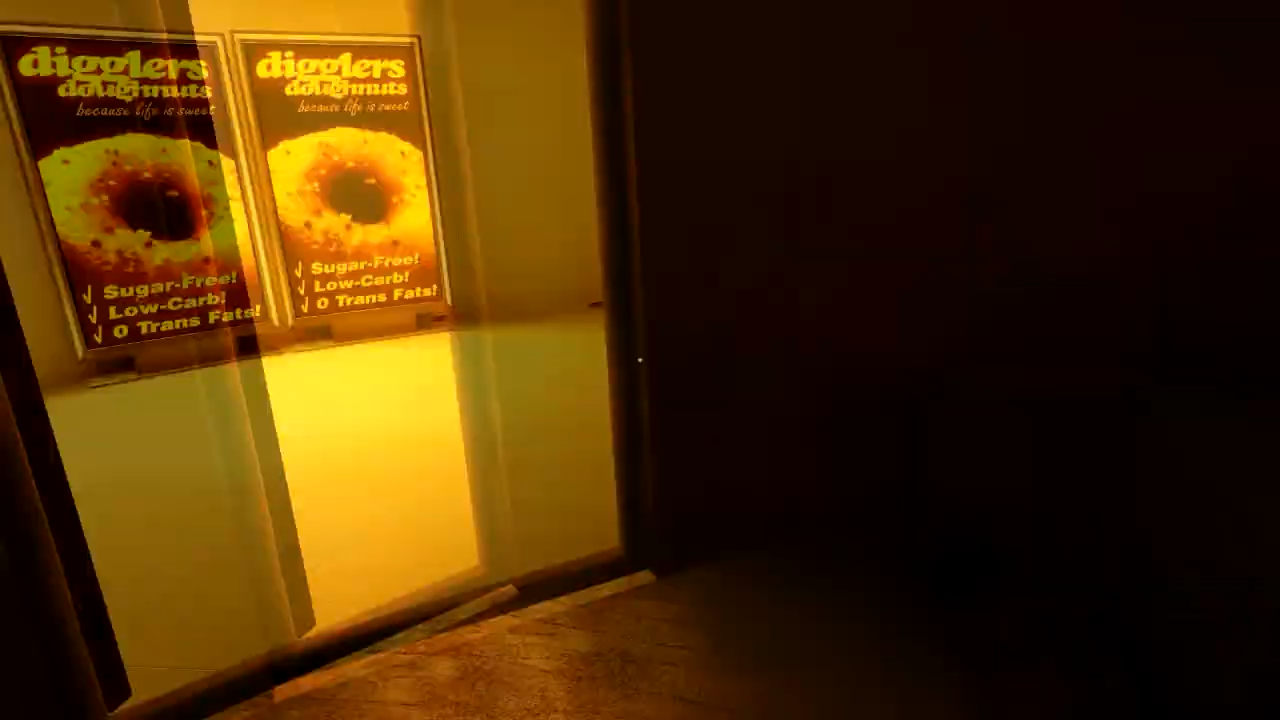 digglers
doughnuts
because life is sweet
√ Sugar-Free!
√ Low-Carb!
√ 0 Trans Fats!
digglers
doughnuts
because life is sweet
√ Sugar-Free!
√ Low-Carb!
√ 0 Trans Fats!